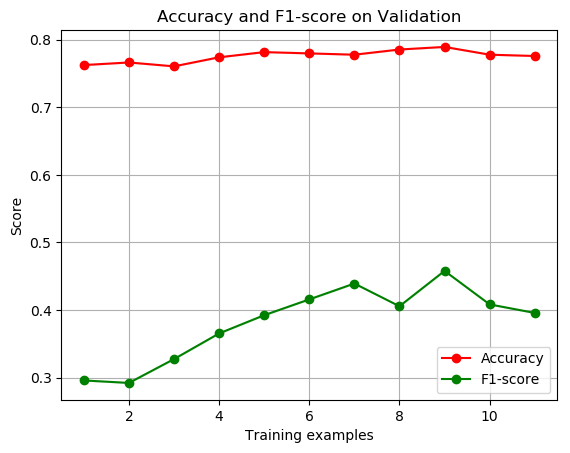 Accuracy and F1-score on Validation
0.8
0.7
0.6
0.5
0.4
0.3
Score
2
4
6
8
10
Training examples
Accuracy
F1-score